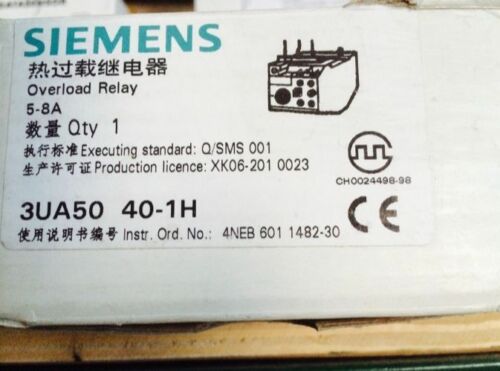 SIEMENS
热过载继电器
Overload Relay
5-8A
数量 Qty 1
执行标准 Executing standard: Q/SMS 001
生产许可证 Production licence: XK06-201 0023
CH0024498-98
3UA50 40-1H
使用说明书编号 Instr. Ord. No.: 4NEB 601 1482-30